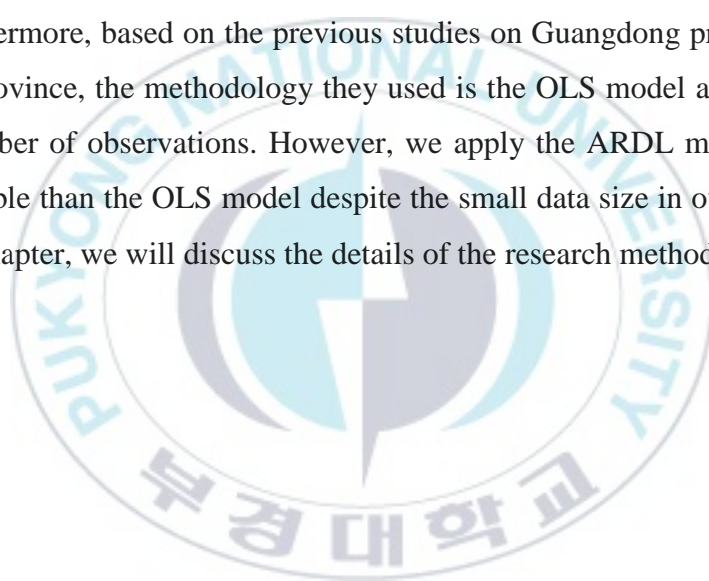 ermore, based on the previous studies on Guangdong pr
ovince, the methodology they used is the OLS model a
ber of observations. However, we apply the ARDL m
ble than the OLS model despite the small data size in o
apter, we will discuss the details of the research method
PUKYONG NATIONAL UNIVERSITY
부경대학교